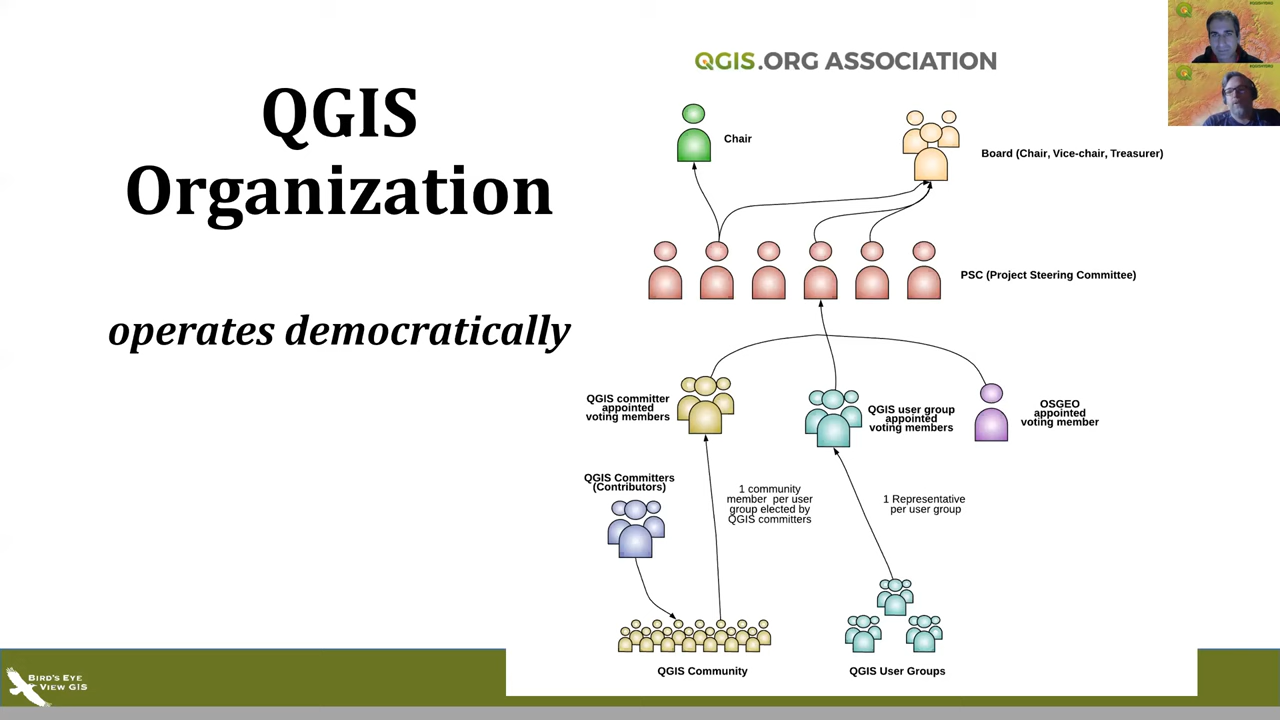 QGIS
Organization
operates democratically
QGIS.ORG ASSOCIATION
Chair
Board (Chair, Vice-chair, Treasurer)
PSC (Project Steering Committee)
QGIS committer
appointed
voting members
QGIS user group
appointed
voting members
OSGEO
appointed
voting member
QGIS Committers
(Contributors)
1 community
member per user
group elected by
QGIS committers
1 Representative
per user group
QGIS Community
QGIS User Groups
BIRD'S EYE
VIEW GIS